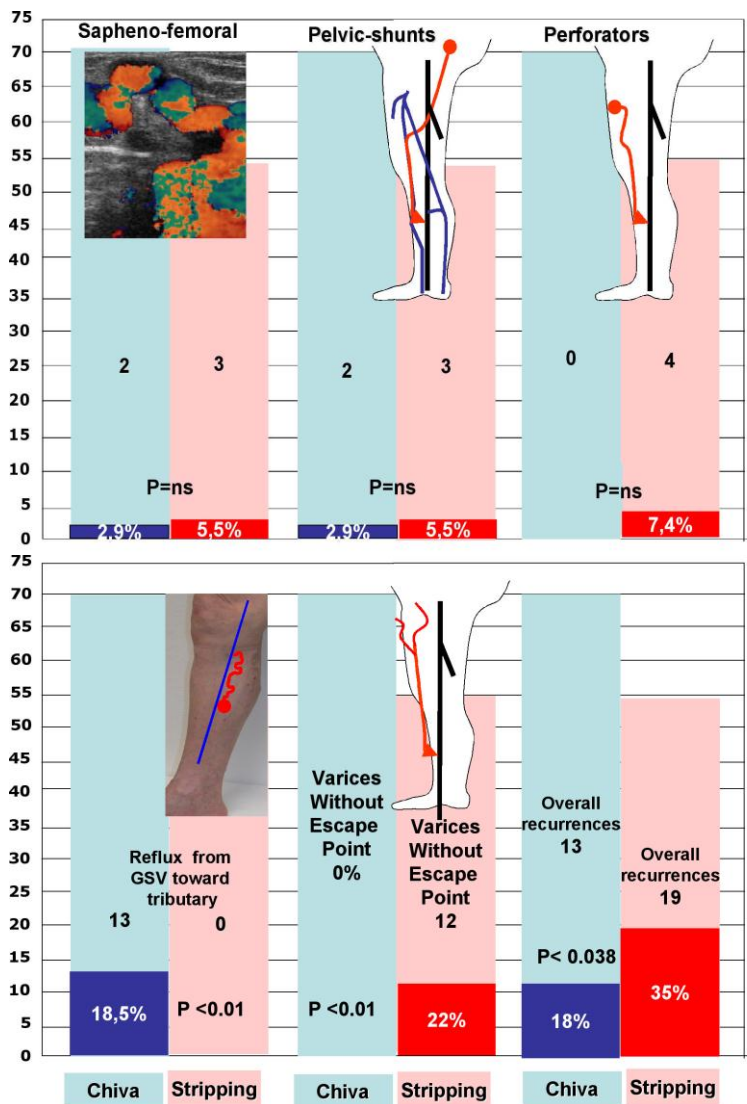 75
70
65
60
55
50
45
40
35
30
25
20
15
10
5
0
Sapheno-femoral
Pelvic-shunts
Perforators
2
3
2
3
0
4
P=ns
P=ns
P=ns
2,9%
5,5%
2,9%
5,5%
7,4%
75
70
65
60
55
50
45
40
35
30
25
20
15
10
5
0
Reflux from
GSV toward
tributary
13
0
18,5%
P <0.01
Varices
Without
Escape
Point
0%
P <0.01
Varices
Without
Escape
Point
12
22%
Overall
recurrences
13
P< 0.038
18%
Overall
recurrences
19
35%
Chiva
Stripping
Chiva
Stripping
Chiva
Stripping